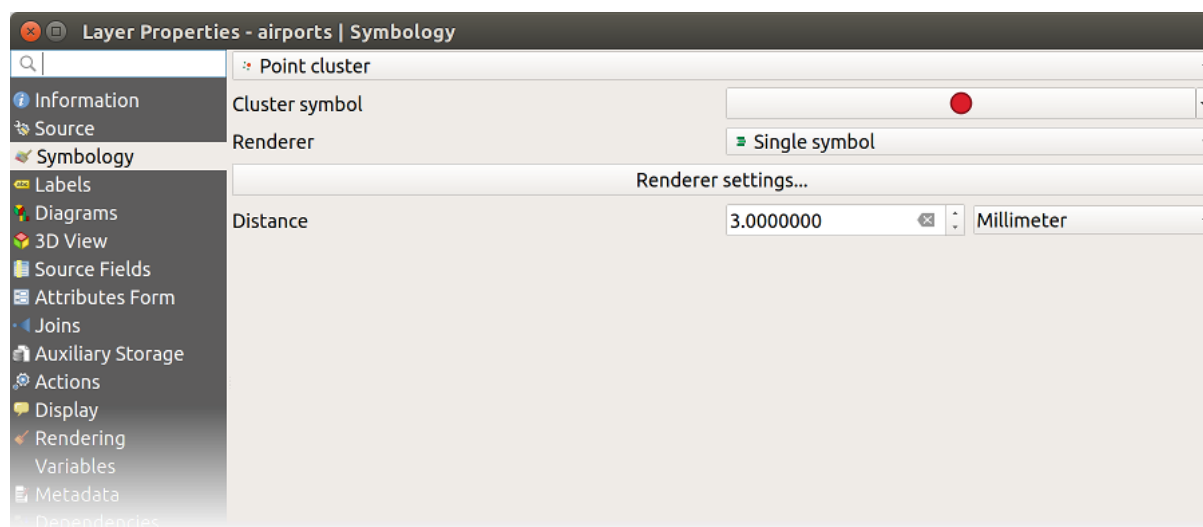 Layer Properties - airports | Symbology
Point cluster
Information
Cluster symbol
Source
Renderer
Single symbol
Symbology
Labels
Renderer settings...
Diagrams
Distance
3.0000000
Millimeter
3D View
Source Fields
Attributes Form
Joins
Auxiliary Storage
Actions
Display
Rendering
Variables
Metadata
Dependencies